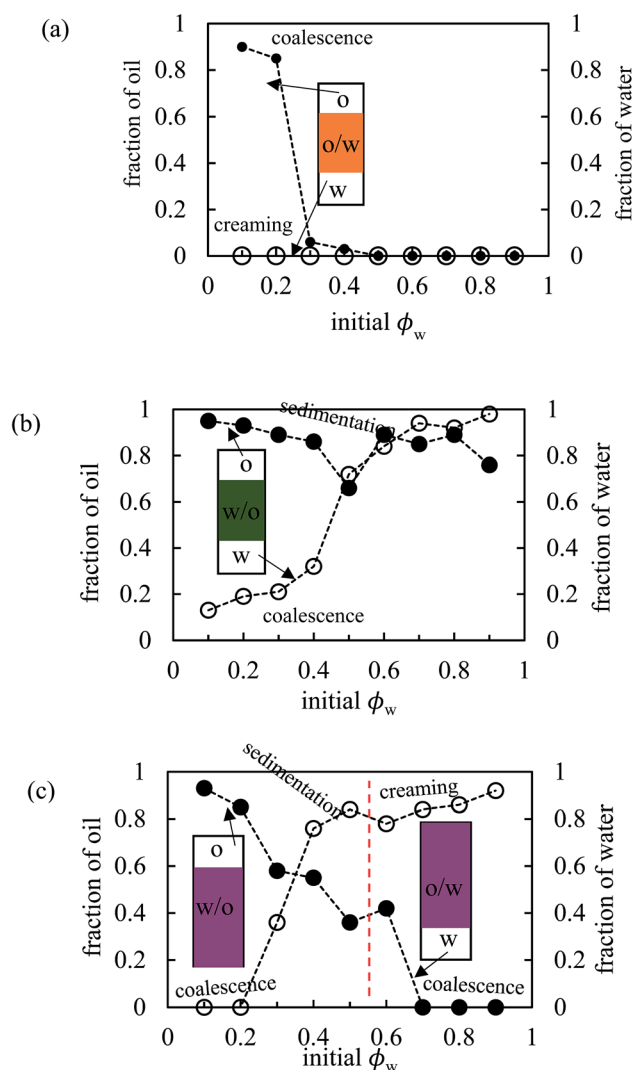 (a)
coalescence
1
0.8
0.6
0.4
0.2
0
fraction of oil
o
o/w
w
creaming
1
0.8
0.6
0.4
0.2
0
fraction of water
0 0.2 0.4 0.6 0.8 1
initial ϕw
(b)
sedimentation
1
0.8
0.6
0.4
0.2
0
fraction of oil
o
w/o
w
coalescence
1
0.8
0.6
0.4
0.2
0
fraction of water
0 0.2 0.4 0.6 0.8 1
initial ϕw
(c)
sedimentation
creaming
1
0.8
0.6
0.4
0.2
0
fraction of oil
o
w/o
coalescence
o/w
w
coalescence
1
0.8
0.6
0.4
0.2
0
fraction of water
0 0.2 0.4 0.6 0.8 1
initial ϕw